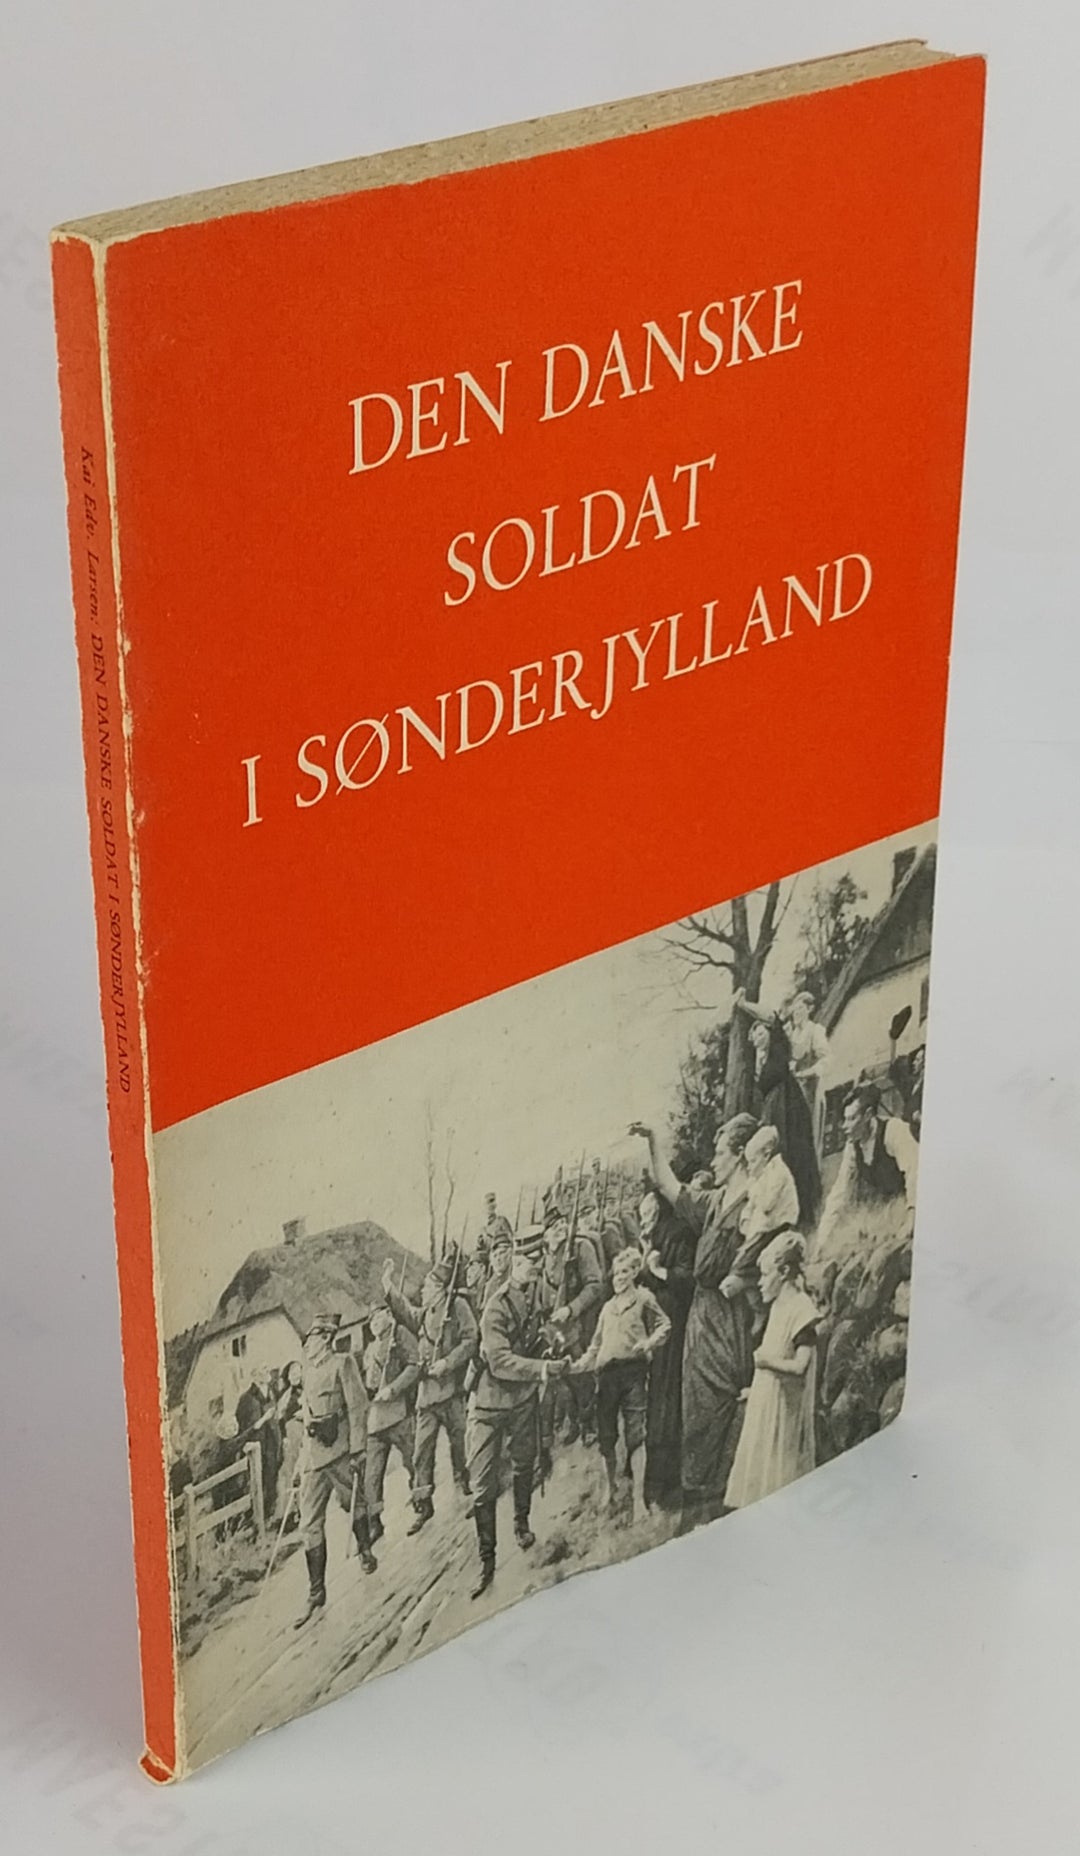 DEN DANSKE
SOLDAT
I SØNDERJYLLAND
Kai Edv. Larsen: DEN DANSKE SOLDAT I SØNDERJYLLAND